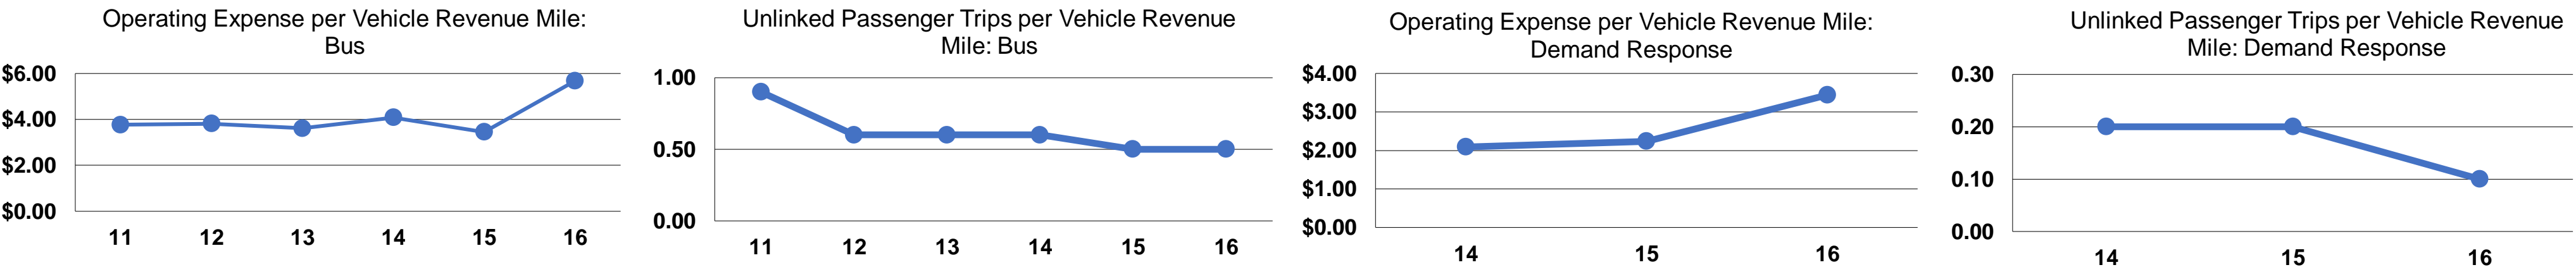 Operating Expense per Vehicle Revenue Mile:
Bus
$6.00
$4.00
$2.00
$0.00
11 12 13 14 15 16
Unlinked Passenger Trips per Vehicle Revenue
Mile: Bus
1.00
0.50
0.00
11 12 13 14 15 16
Operating Expense per Vehicle Revenue Mile:
Demand Response
$4.00
$3.00
$2.00
$1.00
$0.00
14 15 16
Unlinked Passenger Trips per Vehicle Revenue
Mile: Demand Response
0.30
0.20
0.10
0.00
14 15 16